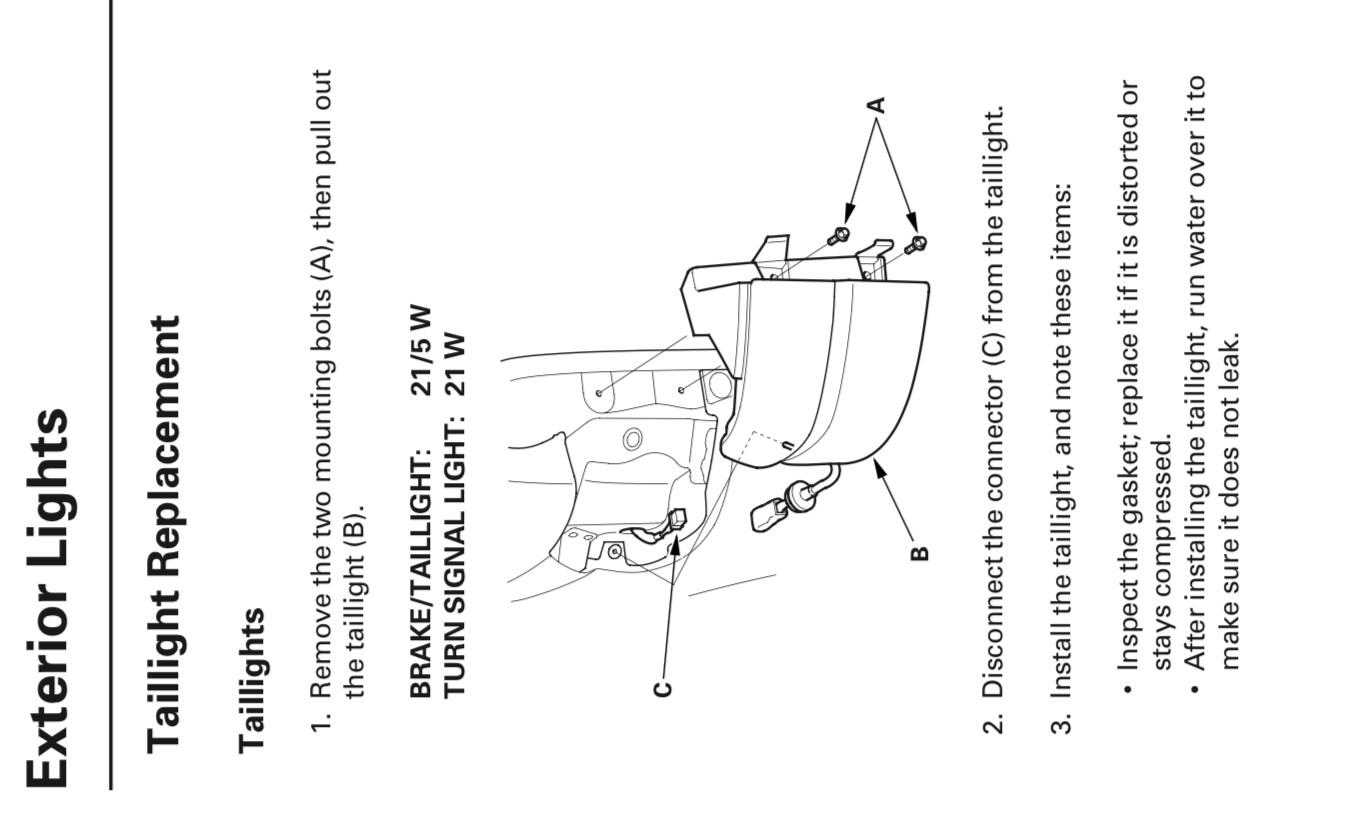 Exterior Lights
Taillight Replacement
Taillights
1. Remove the two mounting bolts (A), then pull out
the taillight (B).
BRAKE/TAILLIGHT: 21/5 W
TURN SIGNAL LIGHT: 21 W
A
B
C
2. Disconnect the connector (C) from the taillight.
3. Install the taillight, and note these items:
• Inspect the gasket; replace it if it is distorted or
stays compressed.
• After installing the taillight, run water over it to
make sure it does not leak.